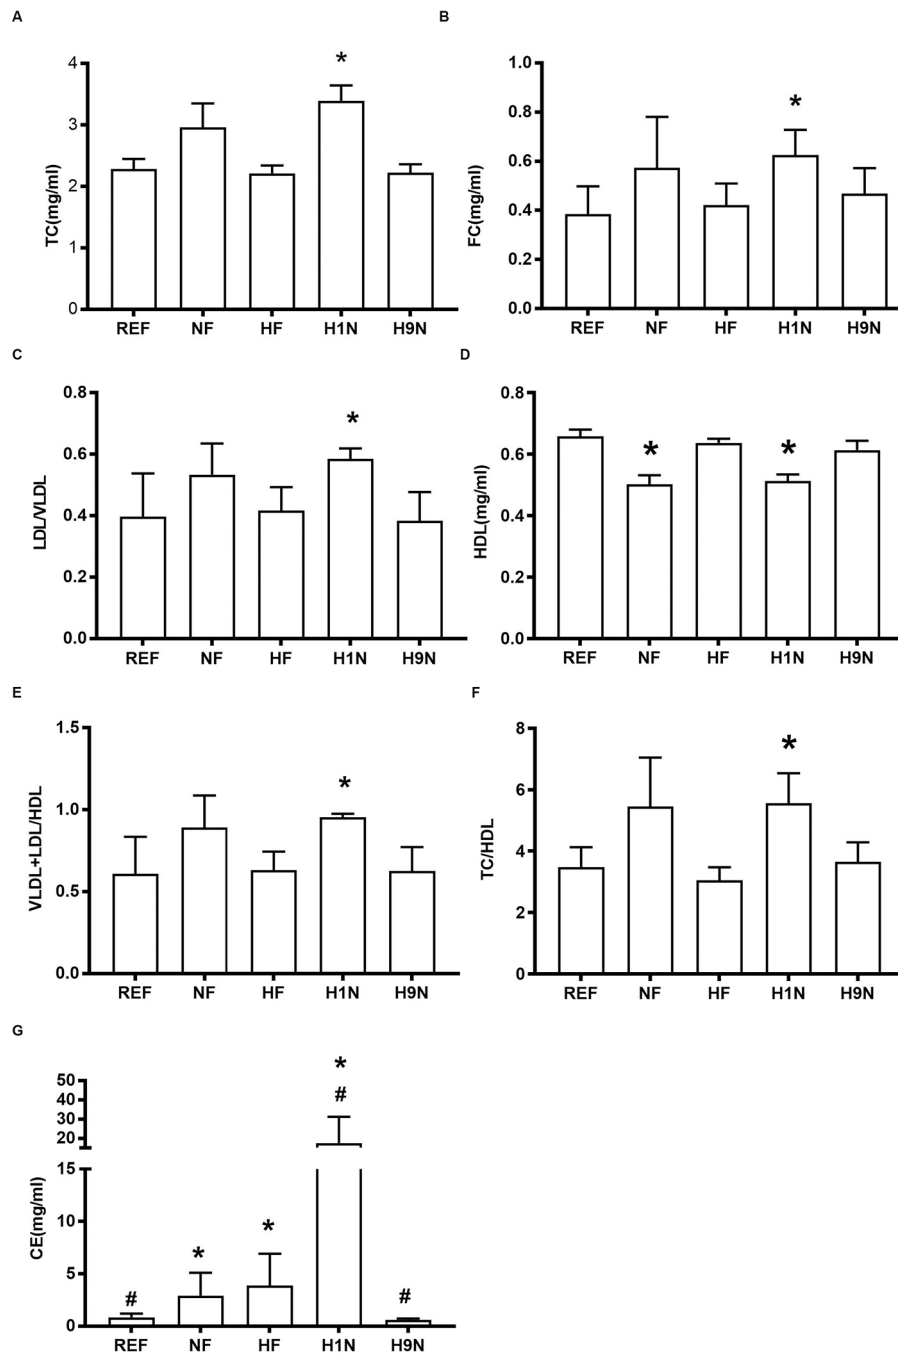 A
TC(mg/ml)
4
3
2
1
0
*
REF NF HF H1N H9N
B
FC(mg/ml)
1.0
0.8
0.6
0.4
0.2
0.0
*
REF NF HF H1N H9N
C
LDL/VLDL
0.8
0.6
0.4
0.2
0.0
*
REF NF HF H1N H9N
D
HDL(mg/ml)
0.8
0.6
0.4
0.2
0.0
* *
REF NF HF H1N H9N
E
VLDL+LDL/HDL
1.5
1.0
0.5
0.0
*
REF NF HF H1N H9N
F
TC/HDL
8
6
4
2
0
*
REF NF HF H1N H9N
G
CE(mg/ml)
50
40
30
20
15
10
5
0
*
#
* *
# #
REF NF HF H1N H9N